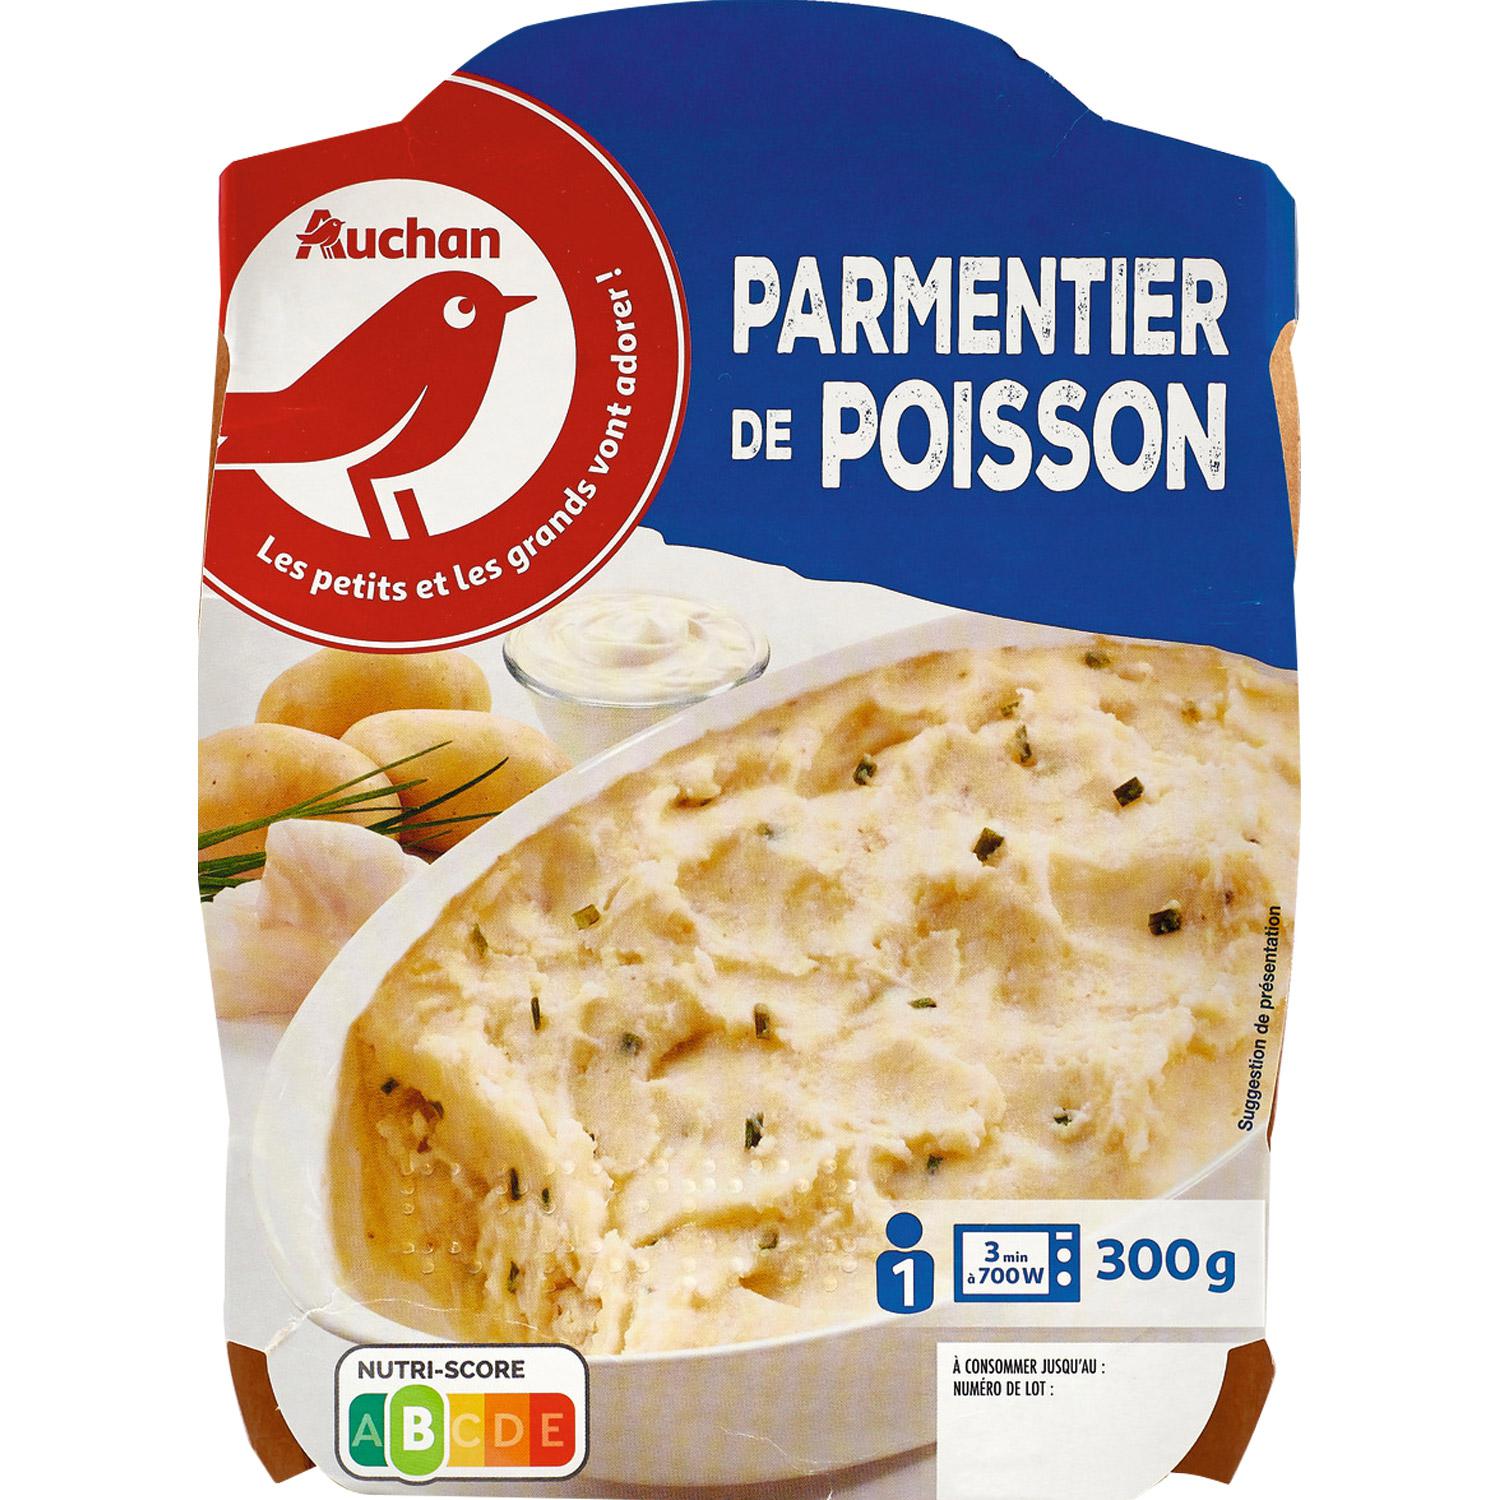 Auchan
Les petits et les grands vont adorer !
PARMENTIER
DE POISSON
Suggestion de présentation
1
3 min
à 700W
300g
NUTRI-SCORE
A B C D E
À CONSOMMER JUSQU'AU :
NUMÉRO DE LOT :